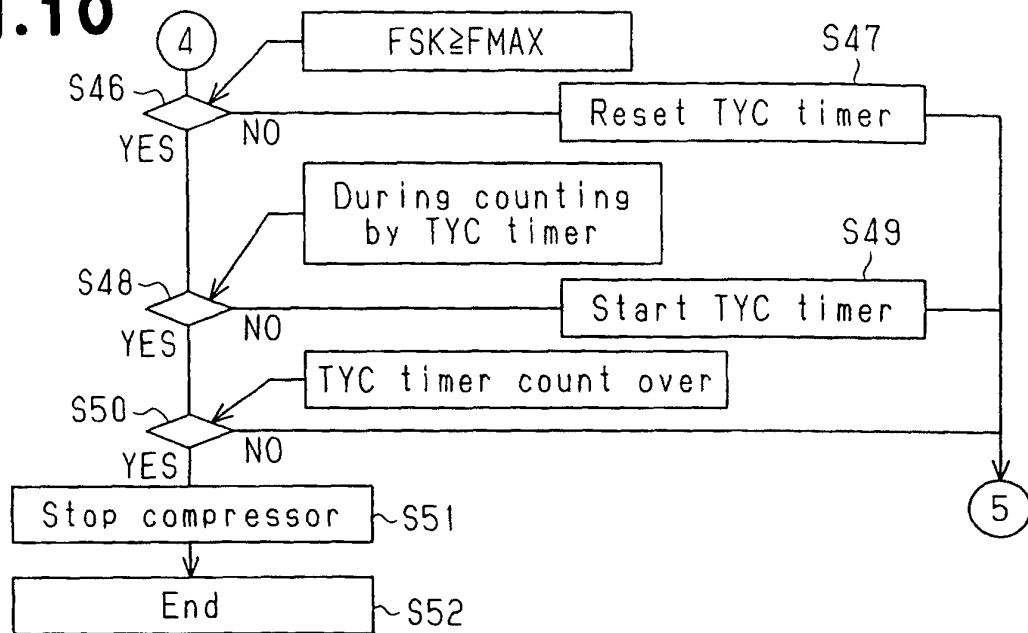 .10
4
FSK≧FMAX
S47
S46
Reset TYC timer
NO
YES
During counting
by TYC timer
S49
S48
Start TYC timer
NO
YES
TYC timer count over
S50
NO
YES
Stop compressor
S51
5
End
S52